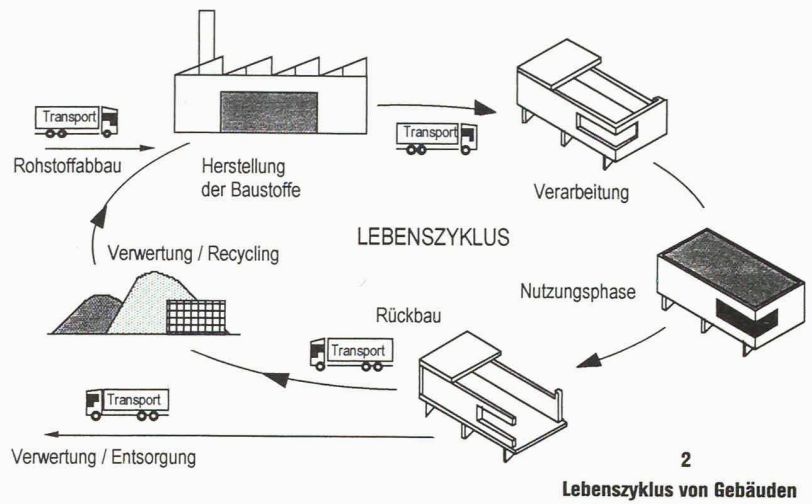 Transport
Rohstoffabbau
Herstellung
der Baustoffe
Transport
Verarbeitung
LEBENSZYKLUS
Verwertung / Recycling
Nutzungsphase
Rückbau
Transport
Transport
Verwertung / Entsorgung
2
Lebenszyklus von Gebäuden